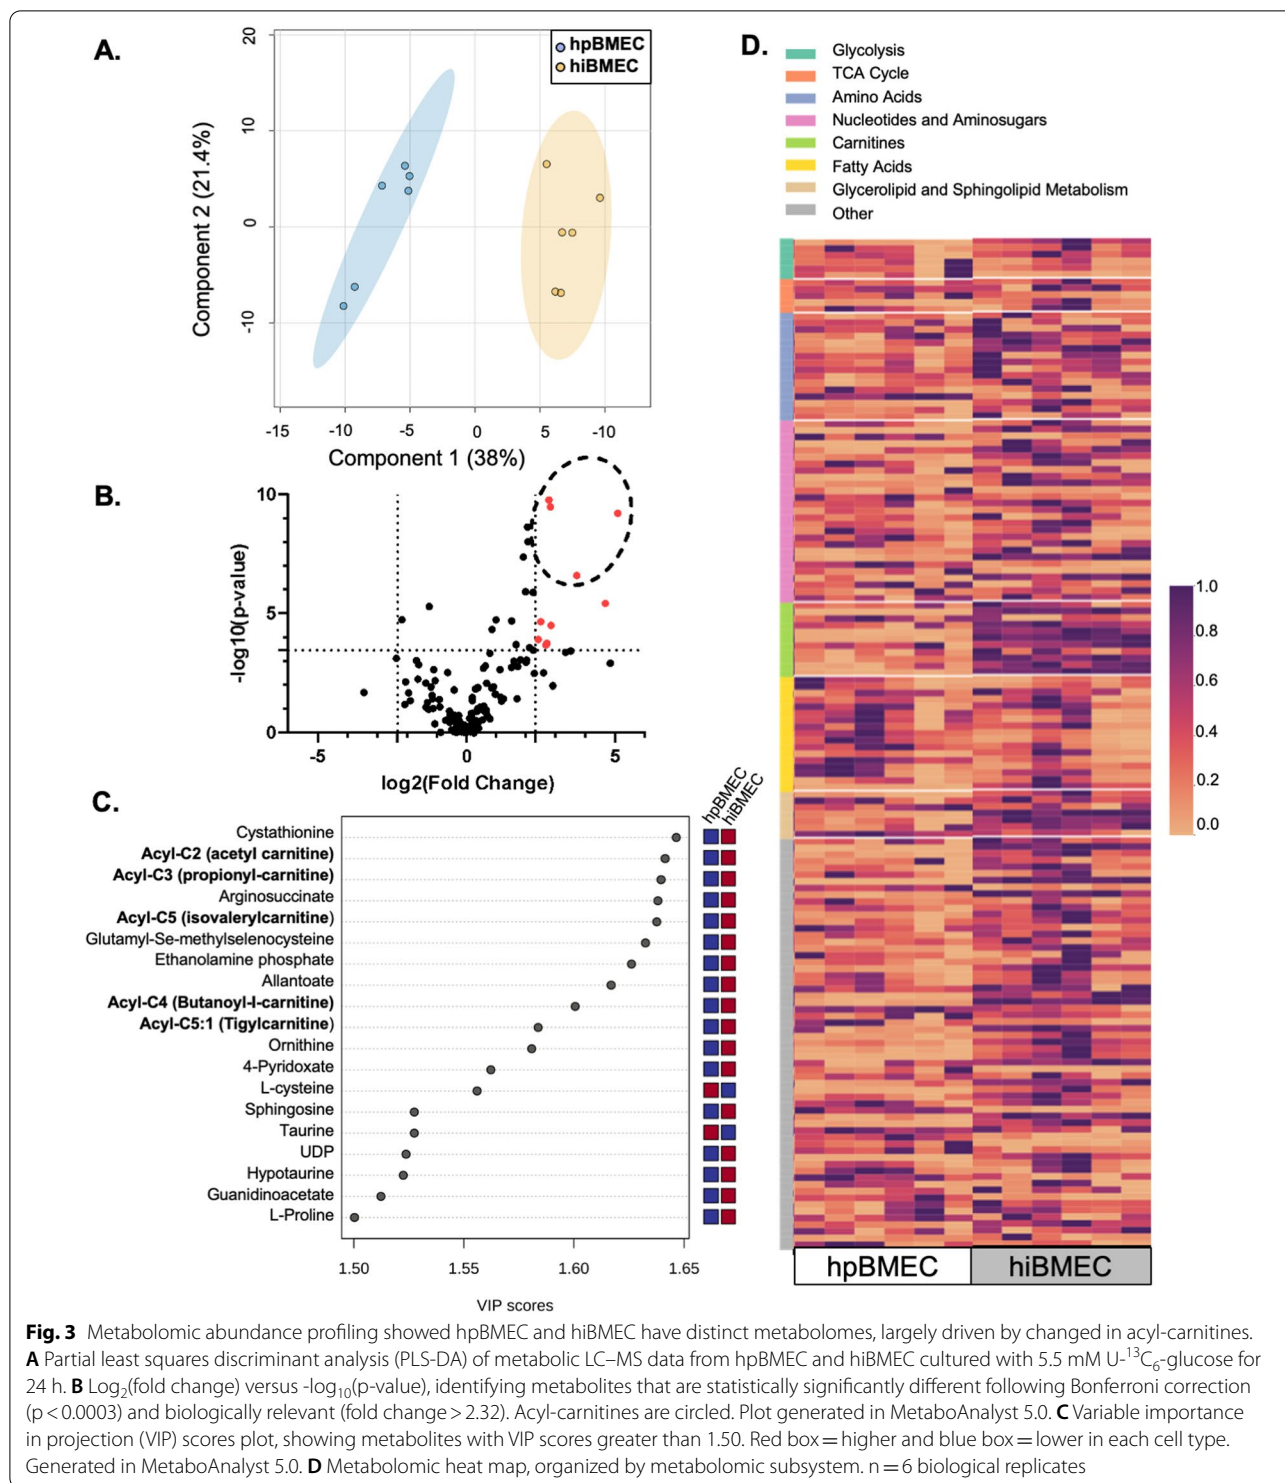 A.
20
10
0
-10
Component 2 (21.4%)
hpBMEC
hiBMEC
-15
-10
-5
0
5
-10
Component 1 (38%)
B.
10
5
0
-log10(p-value)
-5
0
5
log2(Fold Change)
C.
hpBMEC
hiBMEC
Cystathionine
Acyl-C2 (acetyl carnitine)
Acyl-C3 (propionyl-carnitine)
Arginosuccinate
Acyl-C5 (isovalerylcarnitine)
Glutamyl-Se-methylselenocysteine
Ethanolamine phosphate
Allantoate
Acyl-C4 (Butanoyl-l-carnitine)
Acyl-C5:1 (Tigylcarnitine)
Ornithine
4-Pyridoxate
L-cysteine
Sphingosine
Taurine
UDP
Hypotaurine
Guanidinoacetate
L-Proline
1.50
1.55
1.60
1.65
VIP scores
D.
Glycolysis
TCA Cycle
Amino Acids
Nucleotides and Aminosugars
Carnitines
Fatty Acids
Glycerolipid and Sphingolipid Metabolism
Other
1.0
0.8
0.6
0.4
0.2
0.0
hpBMEC
hiBMEC
Fig. 3 Metabolomic abundance profiling showed hpBMEC and hiBMEC have distinct metabolomes, largely driven by changed in acyl-carnitines.
A Partial least squares discriminant analysis (PLS-DA) of metabolic LC–MS data from hpBMEC and hiBMEC cultured with 5.5 mM U-¹³C₆-glucose for
24 h. B Log₂(fold change) versus -log₁₀(p-value), identifying metabolites that are statistically significantly different following Bonferroni correction
(p < 0.0003) and biologically relevant (fold change > 2.32). Acyl-carnitines are circled. Plot generated in MetaboAnalyst 5.0. C Variable importance
in projection (VIP) scores plot, showing metabolites with VIP scores greater than 1.50. Red box = higher and blue box = lower in each cell type.
Generated in MetaboAnalyst 5.0. D Metabolomic heat map, organized by metabolomic subsystem. n = 6 biological replicates